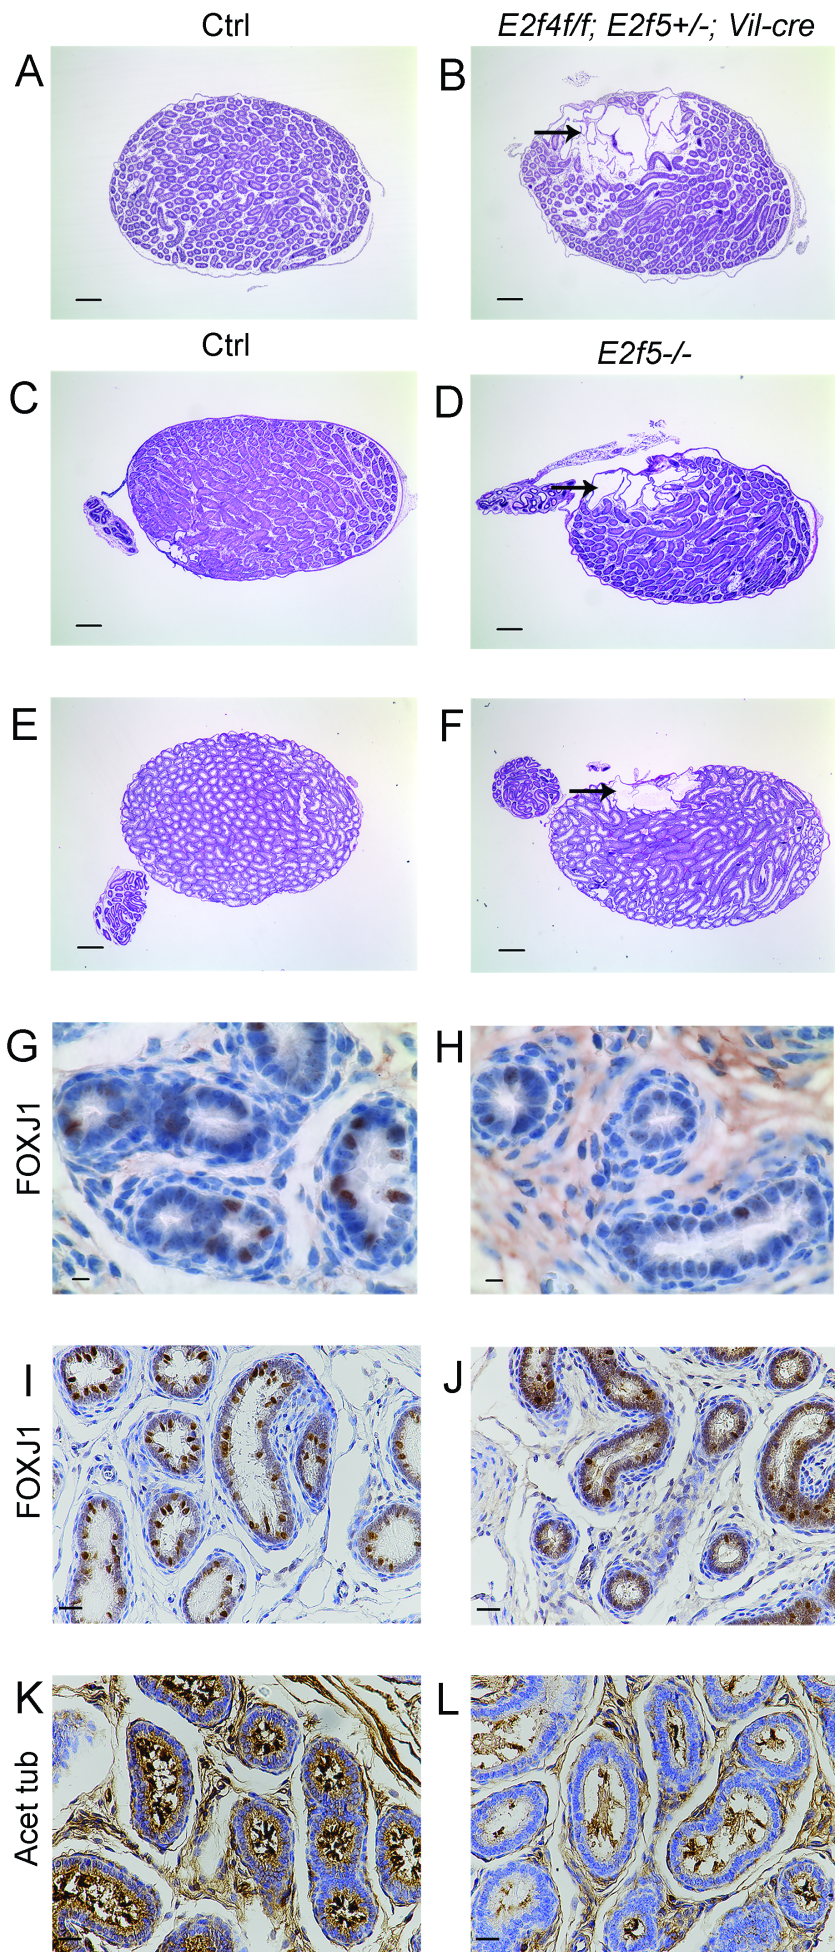 Ctrl
E2f4f/f; E2f5+/-; Vil-cre
A
B
Ctrl
E2f5-/-
C
D
E
F
G
H
FOXJ1
I
J
FOXJ1
K
L
Acet tub